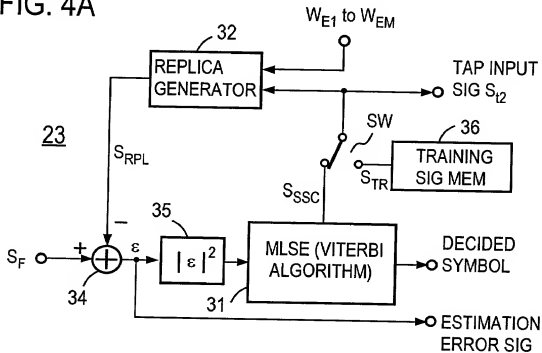 FIG. 4A
W_E1 to W_EM
32
REPLICA
GENERATOR
TAP INPUT
SIG S_t2
23
SW
36
S_RPL
S_TR
TRAINING
SIG MEM
S_SSC
35
−
S_F
+
ε
|ε|²
MLSE (VITERBI
ALGORITHM)
DECIDED
SYMBOL
34
31
ESTIMATION
ERROR SIG